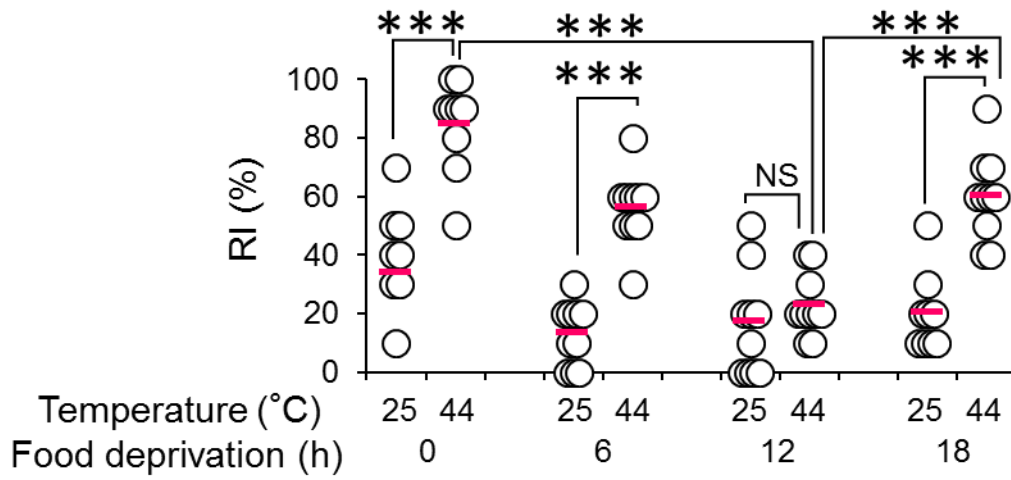 *** *** ***
*** ***
100
80
NS
60
40
20
0
RI (%)
Temperature (°C) 25 44 25 44 25 44 25 44
Food deprivation (h) 0 6 12 18